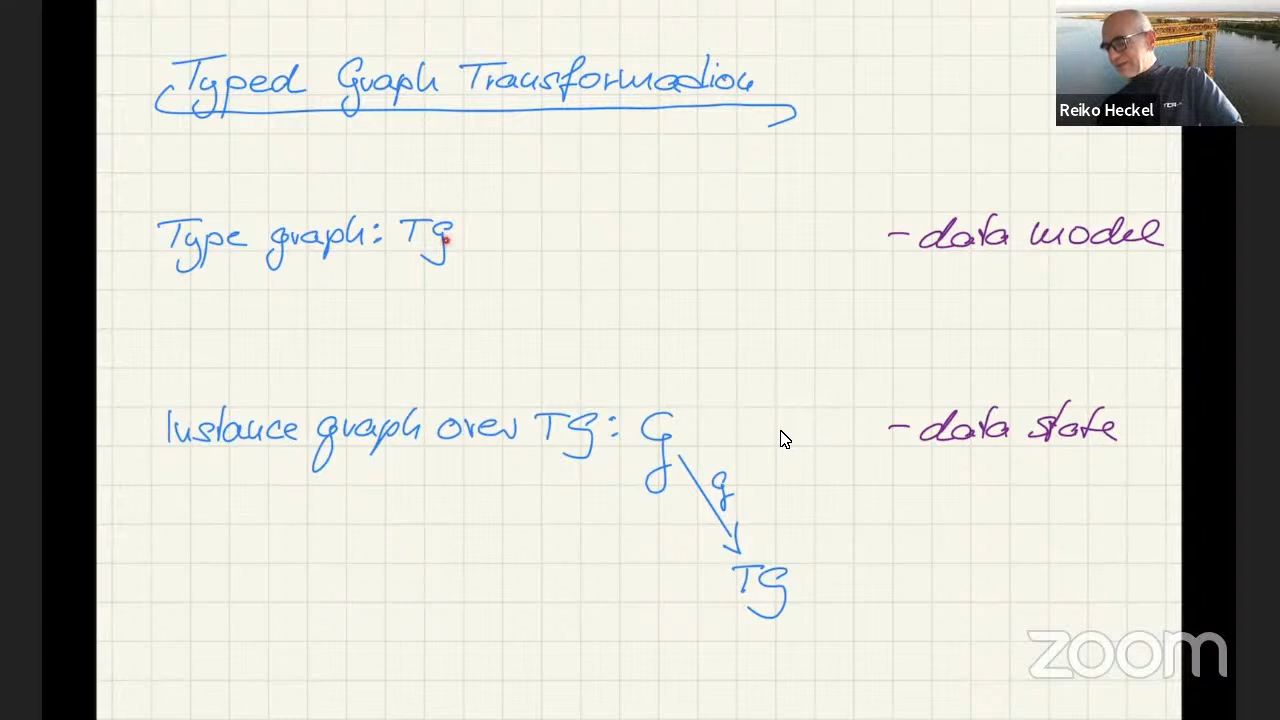 Typed Graph Transformation
Reiko Heckel
Type graph: TG
- data model
Instance graph over TG: G
- data state
g
TG
zoom